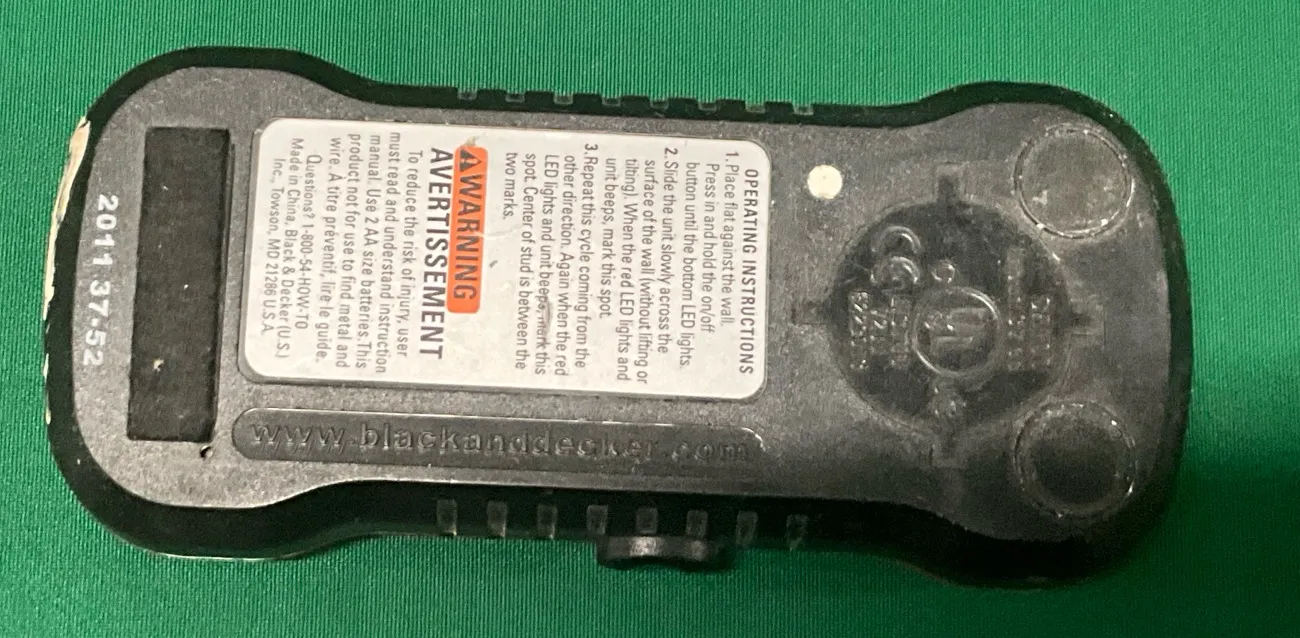 OPERATING INSTRUCTIONS
1. Place flat against the wall.
Press in and hold the on/off
button until the bottom LED lights.
2. Slide the unit slowly across the
surface of the wall (without lifting or
tilting). When the red LED lights and
unit beeps, mark this spot.
3. Repeat this cycle coming from the
other direction. Again when the red
LED lights and unit beeps, mark this
spot. Center of stud is between the
two marks.
WARNING
AVERTISSEMENT
To reduce the risk of injury, user
must read and understand instruction
manual. Use 2 AA size batteries. This
product not for use to find metal and
wire. À titre préventif, lire le guide.
Questions? 1-800-54-HOW-TO
Made in China, Black & Decker (U.S.)
Inc., Towson, MD 21286 U.S.A.
2011 37-52
www.blackanddecker.com
UL